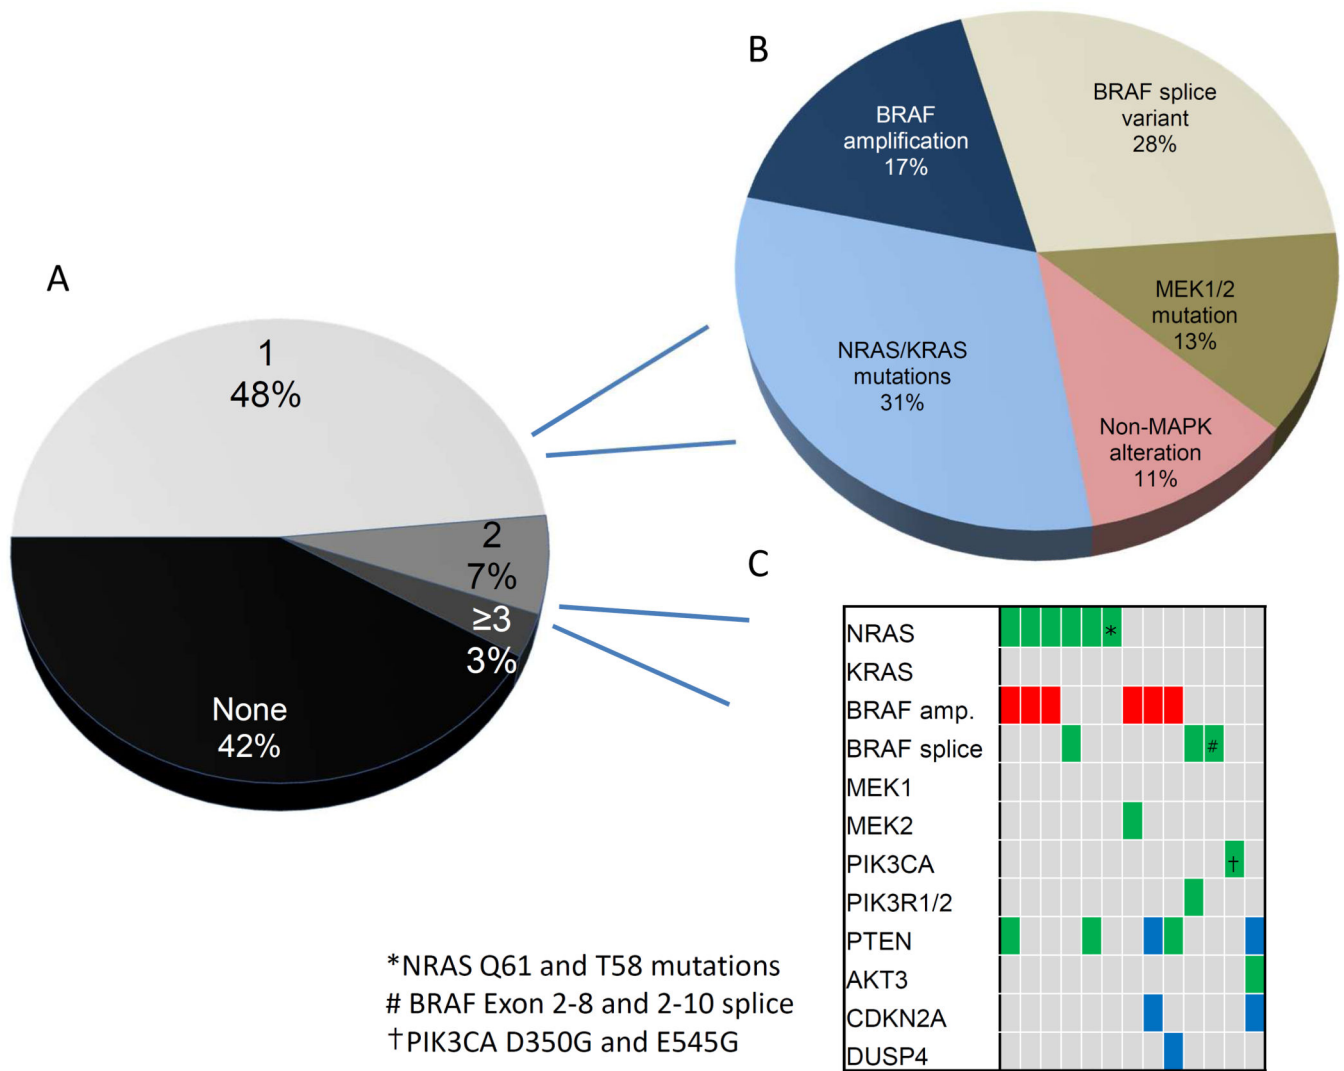 A
1
48%
2
7%
≥3
3%
None
42%
B
BRAF
amplification
17%
BRAF splice
variant
28%
MEK1/2
mutation
13%
NRAS/KRAS
mutations
31%
Non-MAPK
alteration
11%
C
NRAS
*
KRAS
BRAF amp.
BRAF splice
#
MEK1
MEK2
PIK3CA
†
PIK3R1/2
PTEN
AKT3
CDKN2A
DUSP4
*NRAS Q61 and T58 mutations
# BRAF Exon 2-8 and 2-10 splice
†PIK3CA D350G and E545G